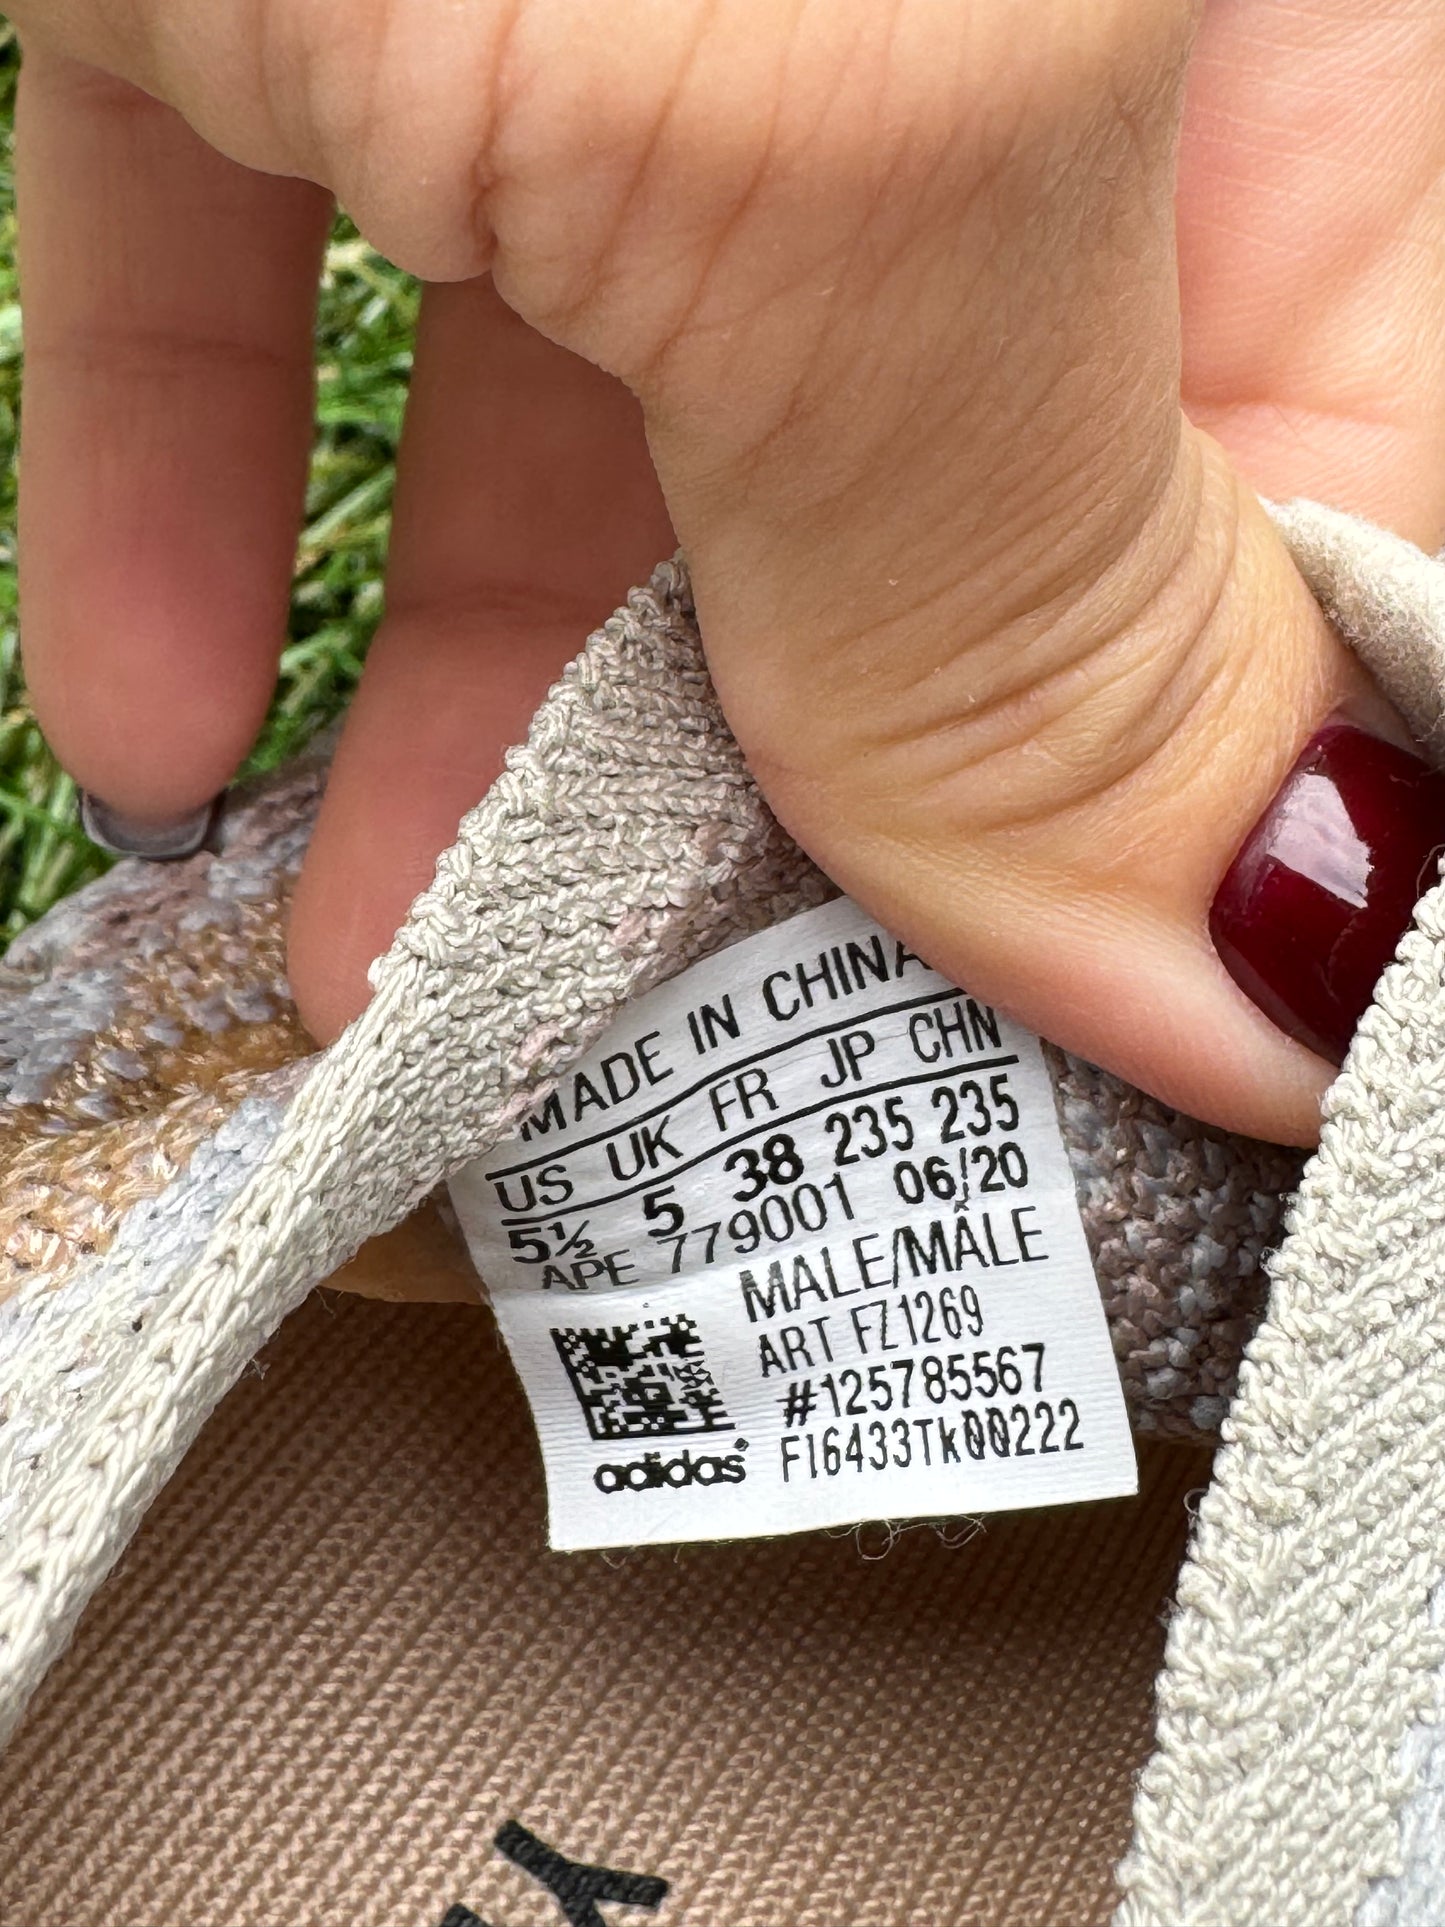 MADE IN CHINA
US UK FR JP CHN
5½ 5 38 235 235
APE 779001 06/20
MALE/MÂLE
ART FZ1269
#125785567
FI6433Tk00222
adidas
Y